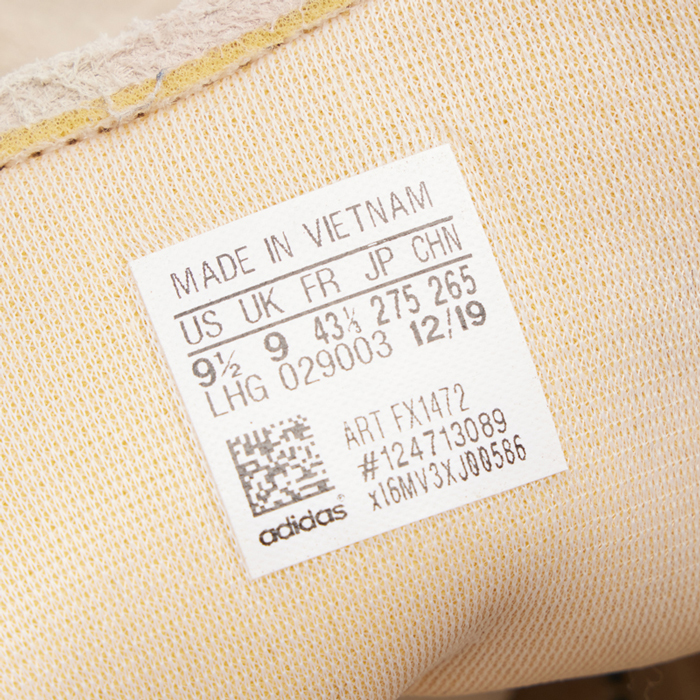 MADE IN VIETNAM
US UK FR JP CHN
9½ 9 43⅓ 275 265
LHG 029003 12/19
ART FX1472
#124713089
xI6MV3XJ00586
adidas®